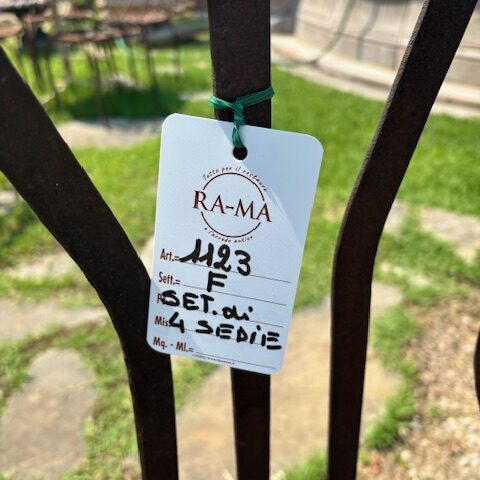 Tutto per il restauro
RA-MA
e l'arredo antico
Art.= 1123
Sett.= F
SET. di
Mis. 4 SEDIE
Mq. - Ml.=